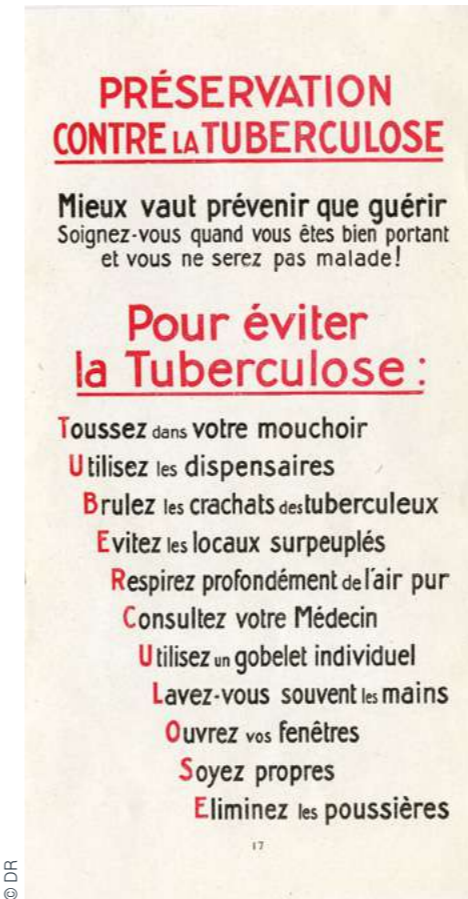 PRÉSERVATION
CONTRE LA TUBERCULOSE
Mieux vaut prévenir que guérir
Soignez-vous quand vous êtes bien portant
et vous ne serez pas malade!
Pour éviter
la Tuberculose :
Toussez dans votre mouchoir
Utilisez les dispensaires
Brulez les crachats des tuberculeux
Evitez les locaux surpeuplés
Respirez profondément de l'air pur
Consultez votre Médecin
Utilisez un gobelet individuel
Lavez-vous souvent les mains
Ouvrez vos fenêtres
Soyez propres
Eliminez les poussières
17
© DR